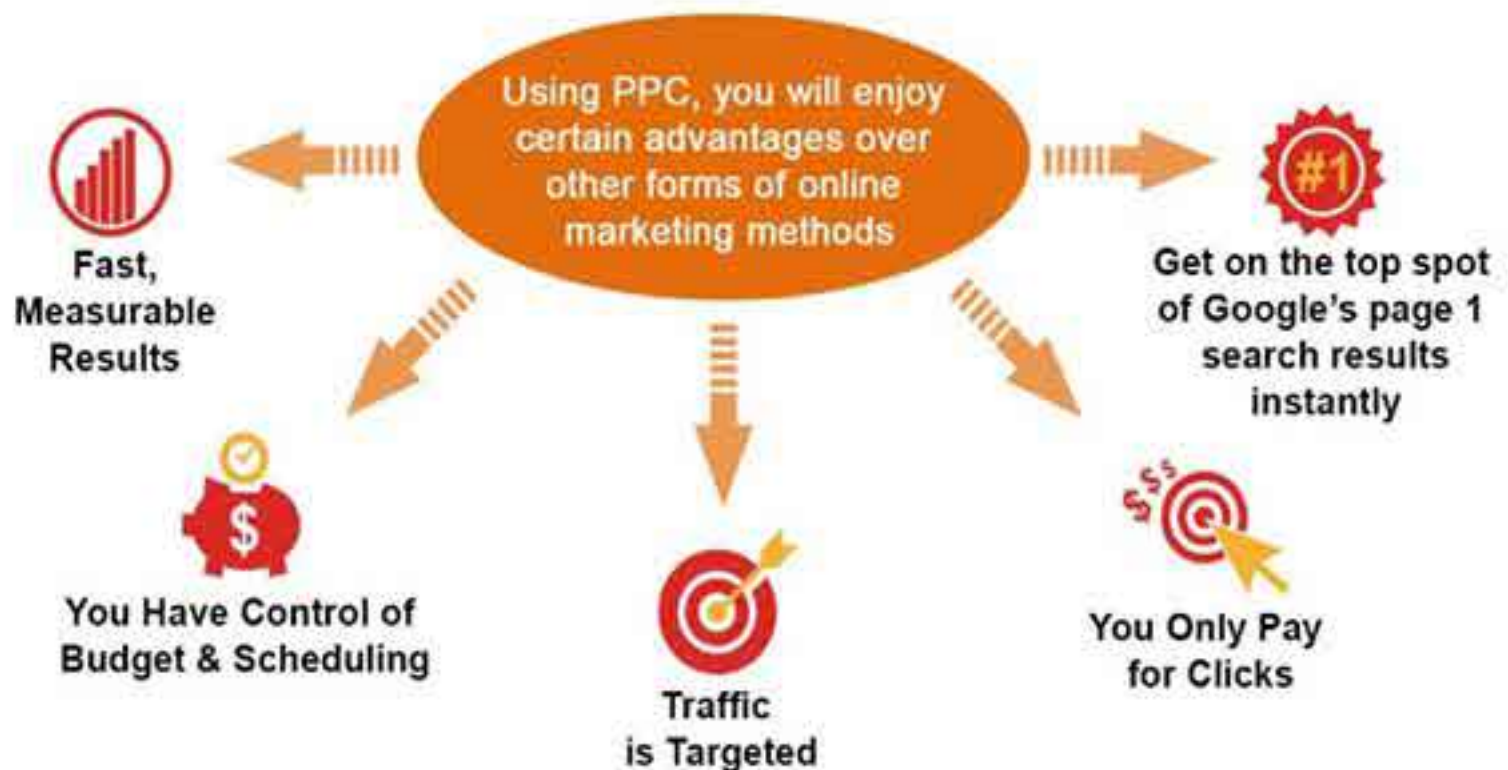 Using PPC, you will enjoy
certain advantages over
other forms of online
marketing methods
Fast,
Measurable
Results
$
You Have Control of
Budget & Scheduling
Traffic
is Targeted
$$$
You Only Pay
for Clicks
#1
Get on the top spot
of Google's page 1
search results
instantly